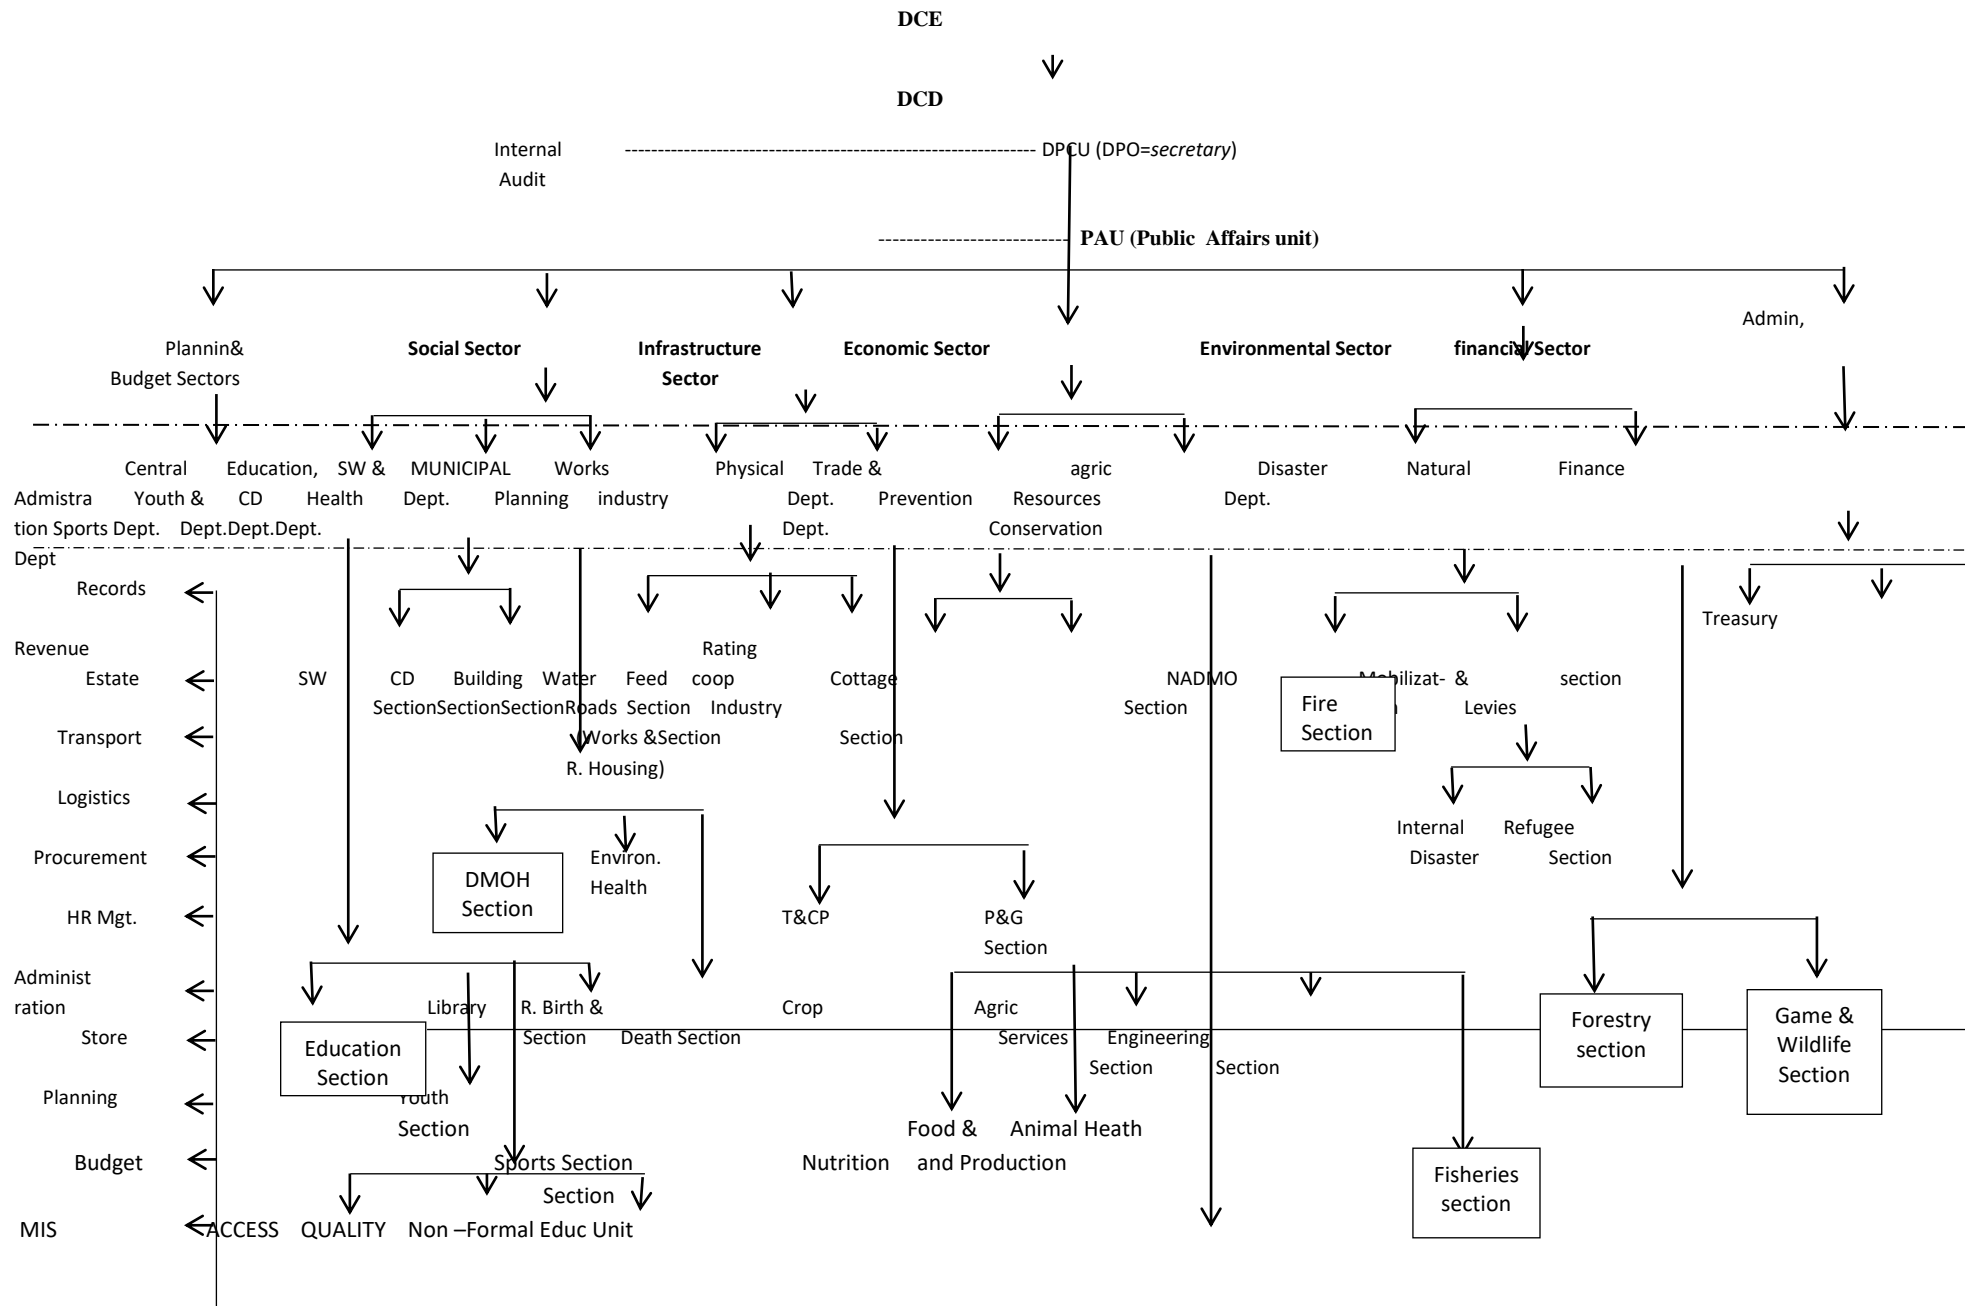 DCE
DCD
Internal ---------------------------------------------------------- DPCU (DPO=secretary)
Audit
--------------------------- PAU (Public Affairs unit)
Admin,
Plannin& Social Sector Infrastructure Economic Sector Environmental Sector financial Sector
Budget Sectors Sector
Central Education, SW & MUNICIPAL Works Physical Trade & agric Disaster Natural Finance
Admistra Youth & CD Health Dept. Planning industry Dept. Prevention Resources Dept.
tion Sports Dept. Dept.Dept.Dept. Dept. Conservation
Dept
Records
Treasury
Revenue Rating
Estate SW CD Building Water Feed coop Cottage NADMO Mobilizat- & section
SectionSectionSectionRoads Section Industry Section Levies
Fire
Section
Transport (Works &Section Section
R. Housing)
Logistics
Internal Refugee
Procurement Environ. Disaster Section
Health
DMOH
Section
HR Mgt. T&CP P&G
Section
Administ
ration Library R. Birth & Crop Agric
Store Section Death Section Services Engineering
Section Section
Education
Section
Forestry
section
Game &
Wildlife
Section
Planning Youth
Section Food & Animal Heath
Budget Sports Section Nutrition and Production
Section
Fisheries
section
MIS ACCESS QUALITY Non –Formal Educ Unit